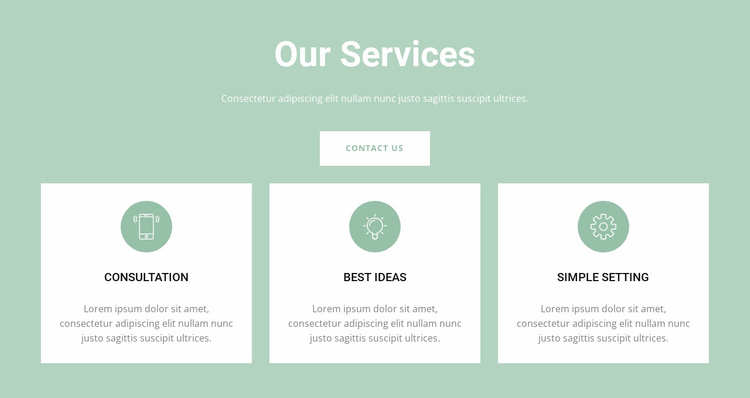 Our Services
Consectetur adipiscing elit nullam nunc justo sagittis suscipit ultrices.
CONTACT US
CONSULTATION
Lorem ipsum dolor sit amet,
consectetur adipiscing elit nullam nunc
justo sagittis suscipit ultrices.
BEST IDEAS
Lorem ipsum dolor sit amet,
consectetur adipiscing elit nullam nunc
justo sagittis suscipit ultrices.
SIMPLE SETTING
Lorem ipsum dolor sit amet,
consectetur adipiscing elit nullam nunc
justo sagittis suscipit ultrices.